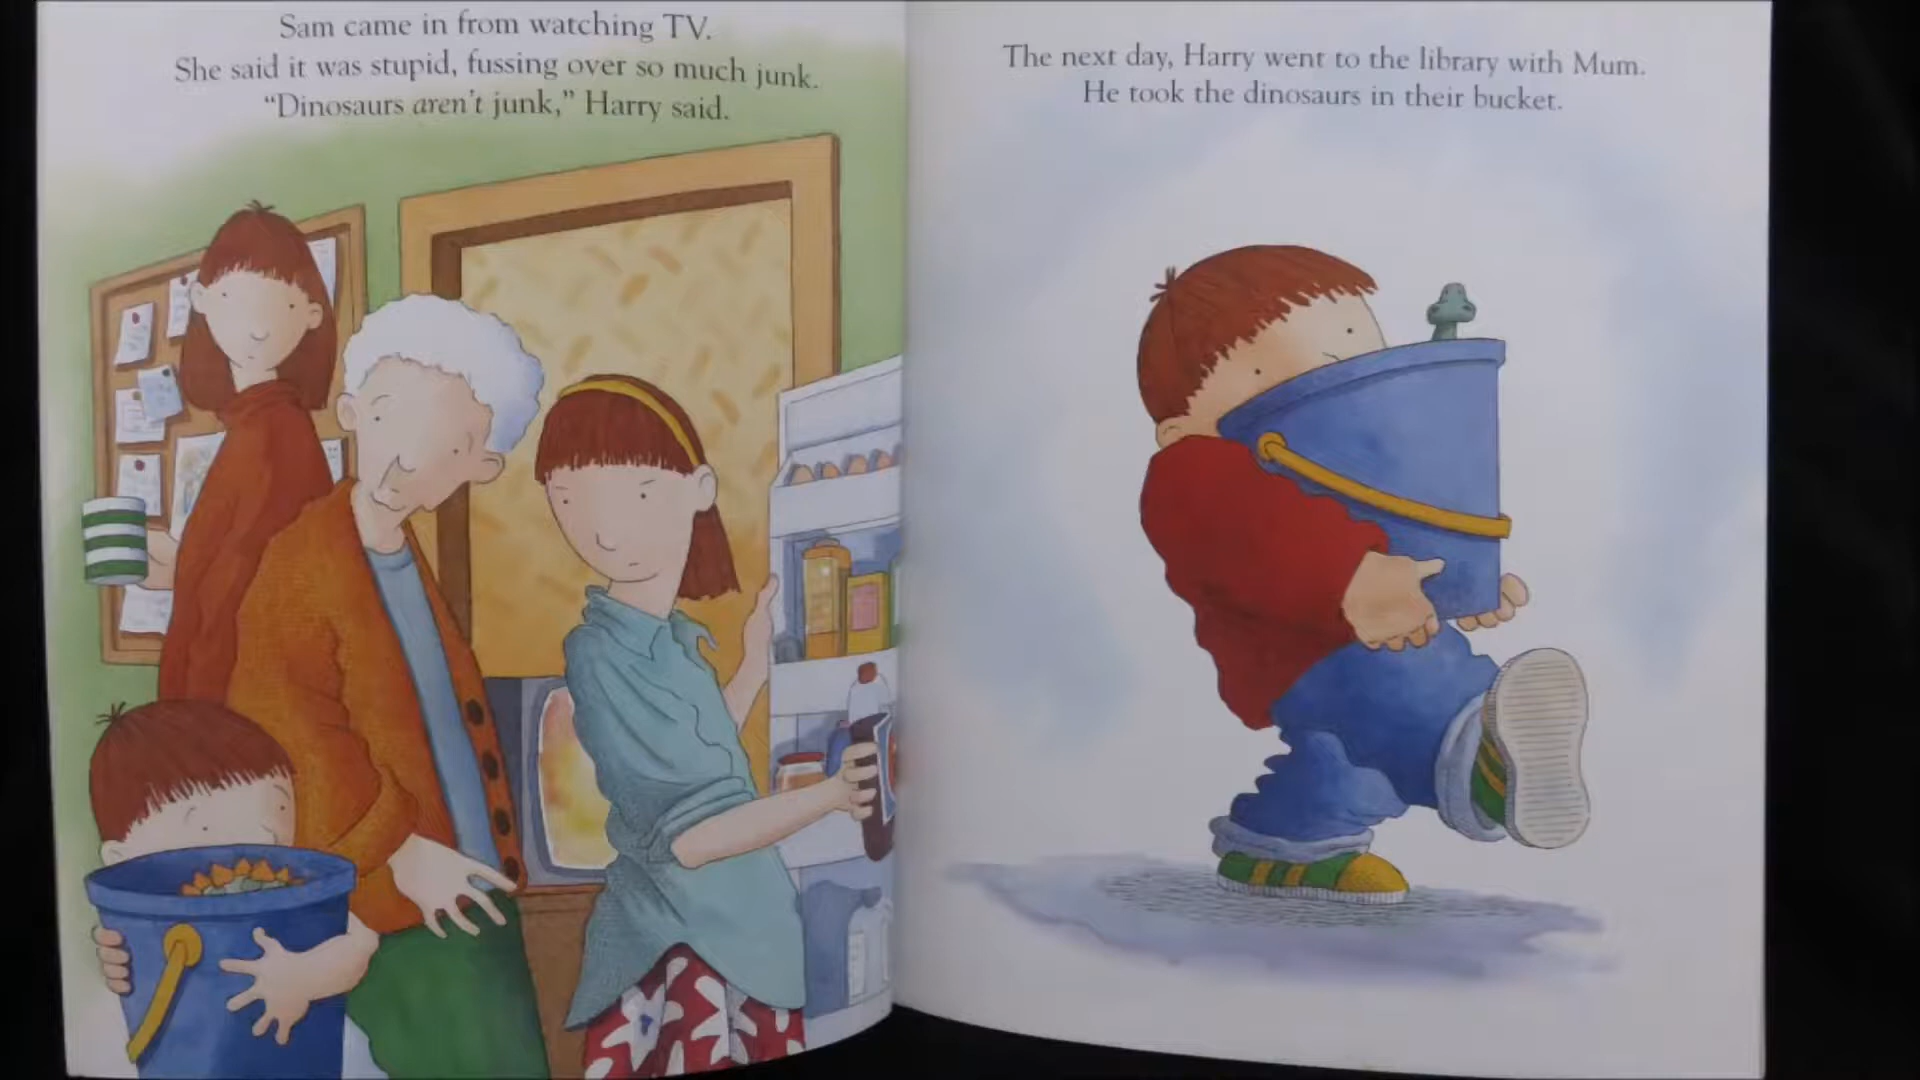 Sam came in from watching TV.
She said it was stupid, fussing over so much junk.
“Dinosaurs aren’t junk,” Harry said.
The next day, Harry went to the library with Mum.
He took the dinosaurs in their bucket.